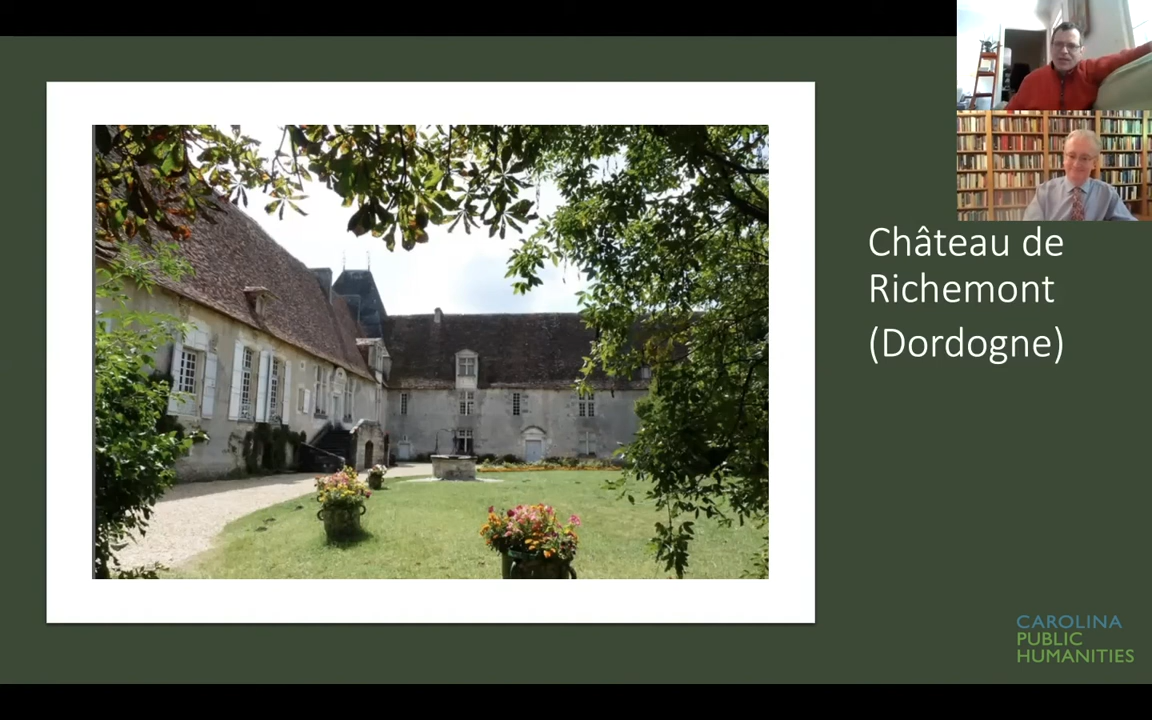 Château de
Richemont
(Dordogne)
CAROLINA
PUBLIC
HUMANITIES